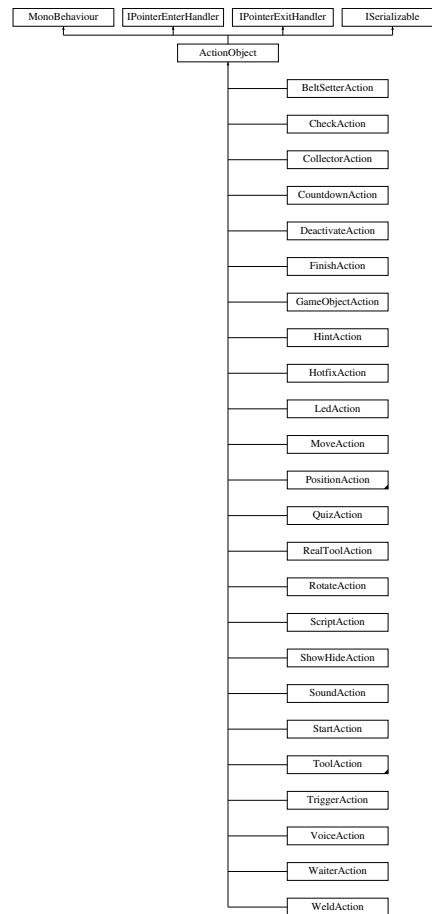 MonoBehaviour IPointerEnterHandler IPointerExitHandler ISerializable
ActionObject
BeltSetterAction
CheckAction
CollectorAction
CountdownAction
DeactivateAction
FinishAction
GameObjectAction
HintAction
HotfixAction
LedAction
MoveAction
PositionAction
QuizAction
RealToolAction
RotateAction
ScriptAction
ShowHideAction
SoundAction
StartAction
ToolAction
TriggerAction
VoiceAction
WaiterAction
WeldAction